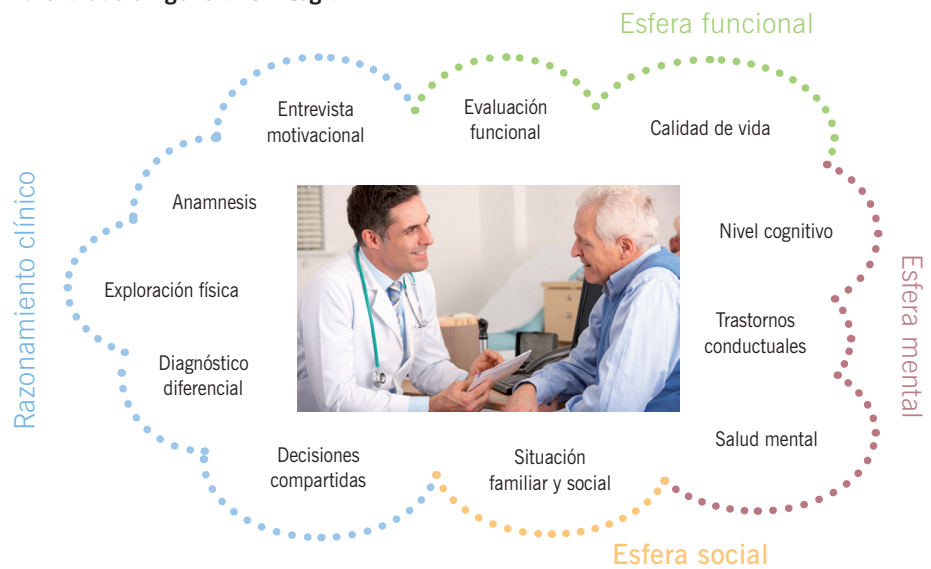 Esfera funcional
Entrevista
motivacional
Evaluación
funcional
Calidad de vida
Anamnesis
Nivel cognitivo
Razonamiento clínico
Exploración física
Esfera mental
Trastornos
conductuales
Diagnóstico
diferencial
Salud mental
Decisiones
compartidas
Situación
familiar y social
Esfera social